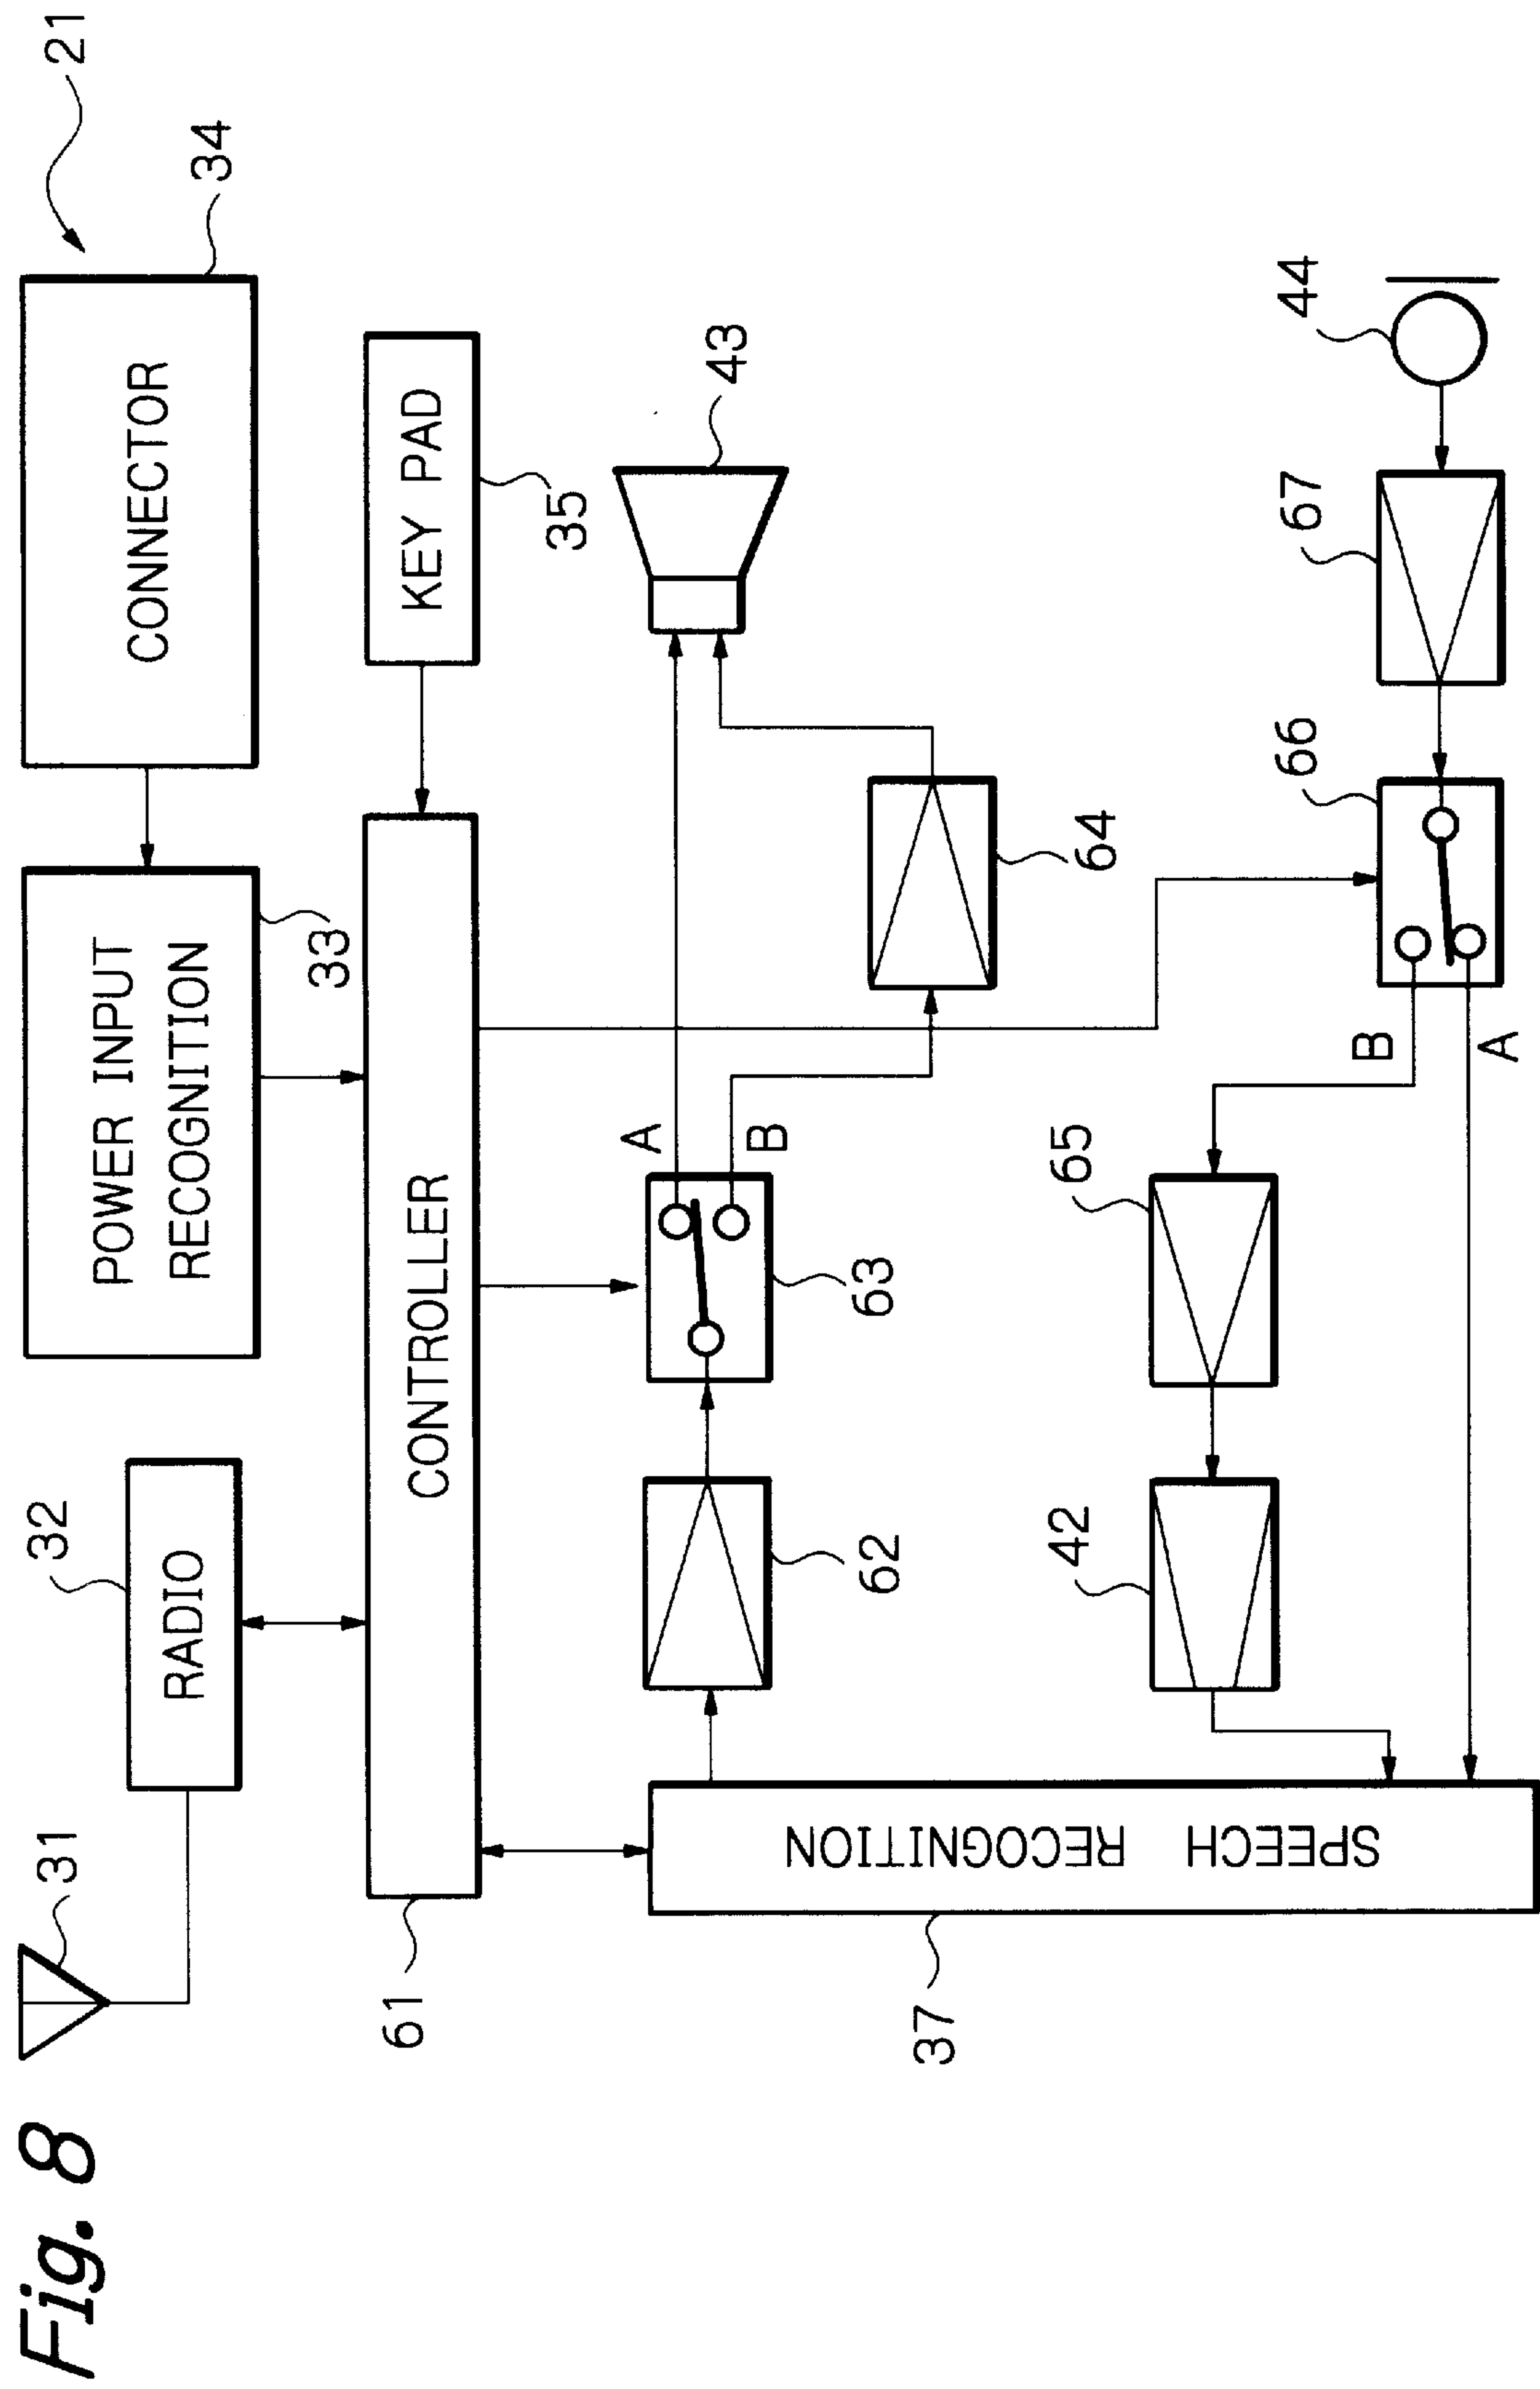 Fig. 8
21
31
32
RADIO
POWER INPUT
RECOGNITION
33
CONNECTOR
34
61
CONTROLLER
KEY PAD
35
62
63
A
B
43
64
37
SPEECH RECOGNITION
42
65
B
A
66
67
44